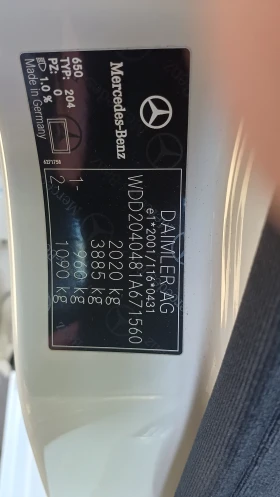 Mercedes-Benz
650
TYP: 204
PZ: 0
1.0 %
Made in Germany
DAIMLER AG
e1*2001/116*0431
WDD2040481A671560
2020 kg
3885 kg
1- 960 kg
2- 1090 kg